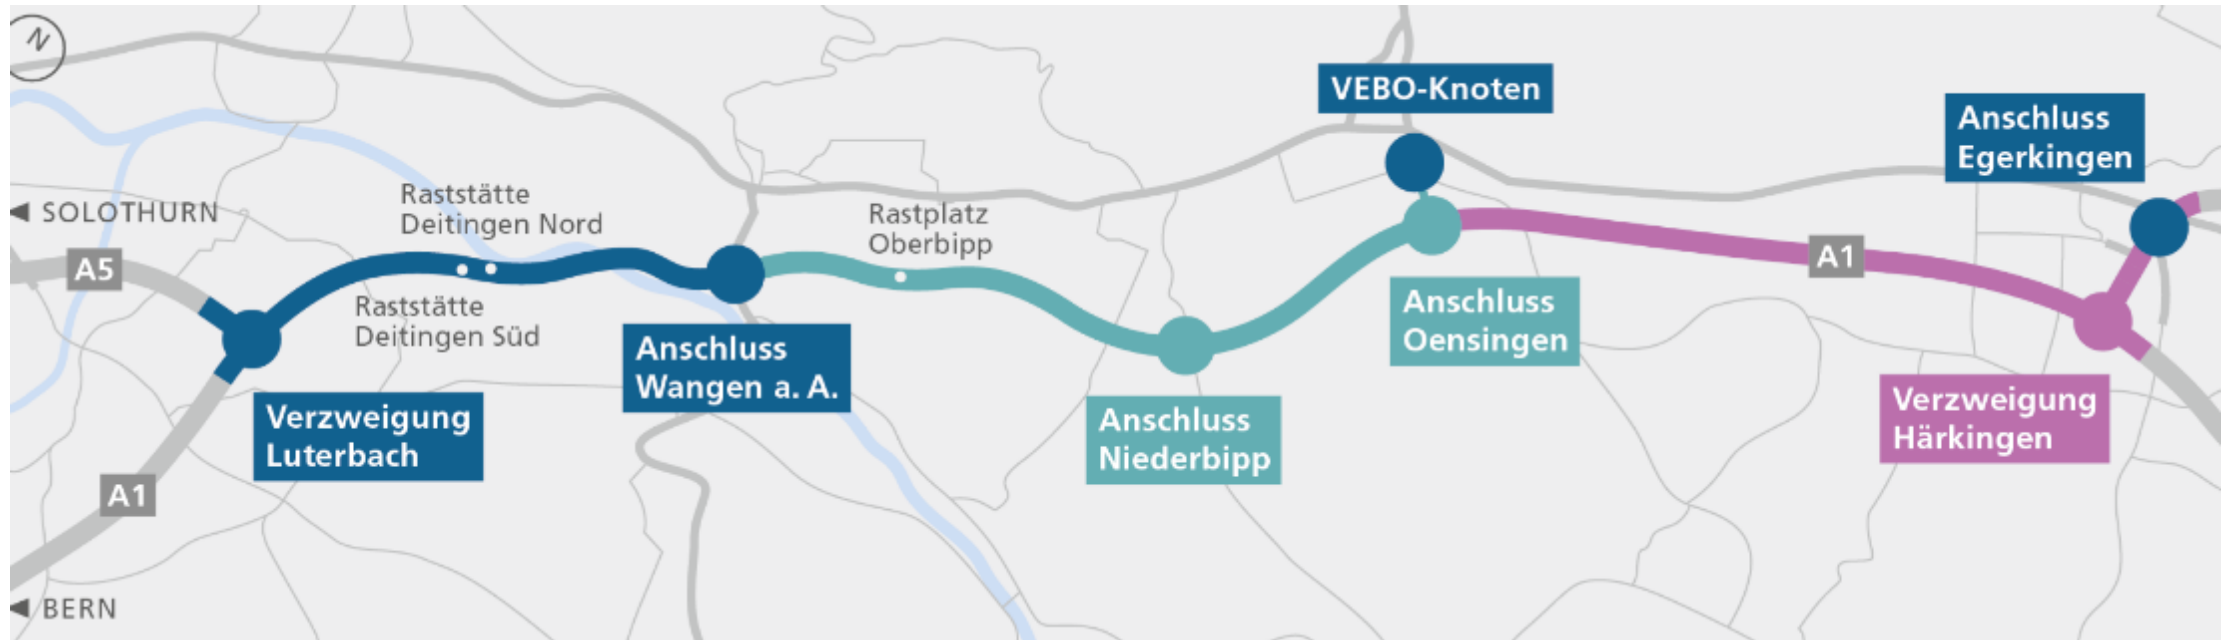 N
VEBO-Knoten
Anschluss
Egerkingen
SOLOTHURN
Raststätte
Deitingen Nord
Rastplatz
Oberbipp
A5
A1
Raststätte
Deitingen Süd
Anschluss
Oensingen
Anschluss
Wangen a. A.
Verzweigung
Luterbach
Anschluss
Niederbipp
Verzweigung
Härkingen
A1
BERN